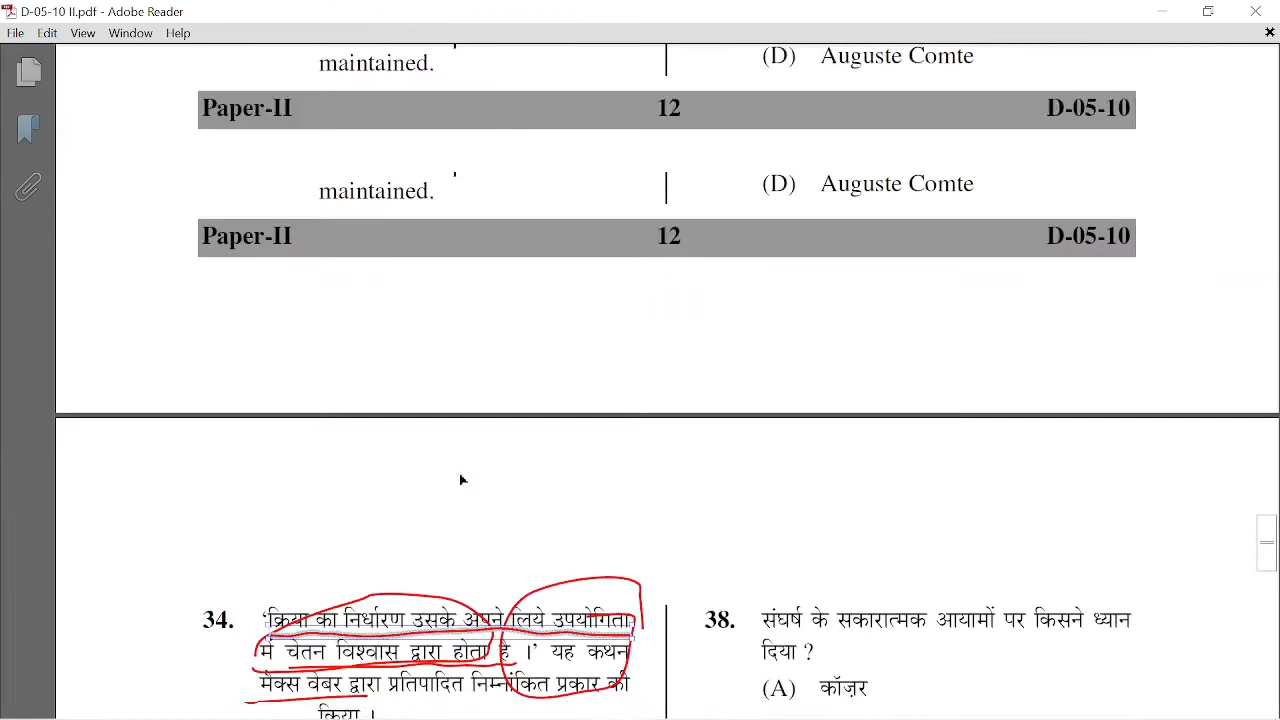 D-05-10 II.pdf - Adobe Reader
File Edit View Window Help
maintained.
(D) Auguste Comte
Paper-II 12 D-05-10
maintained.
(D) Auguste Comte
Paper-II 12 D-05-10
34. ‘क्रिया का निर्धारण उसके अपने लिये उपयोगिता
में चेतन विश्वास द्वारा होता है ।’ यह कथन
मैक्स वेबर द्वारा प्रतिपादित निम्नांकित प्रकार की
क्रिया ।
38. संघर्ष के सकारात्मक आयामों पर किसने ध्यान
दिया ?
(A) कॉज़र